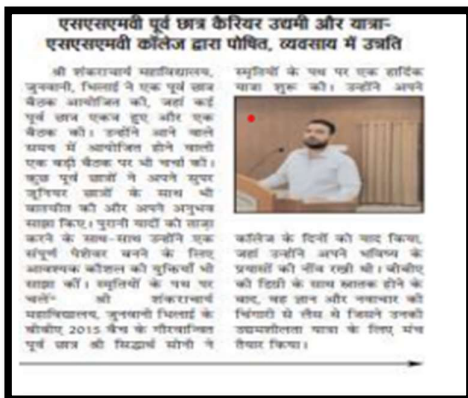 एसएसएमवी पूर्व छात्र कैरियर उद्यमी और यात्रा-
एसएसएमवी कॉलेज द्वारा पोषित, व्यवसाय में उन्नति
श्री शंकराचार्य महाविद्यालय,
जुनवानी, भिलाई ने एक पूर्व छात्र
बैठक आयोजित की, जहां कई
पूर्व छात्र एकत्र हुए और एक
बैठक की। उन्होंने आने वाले
समय में आयोजित होने वाली
एक बड़ी बैठक पर भी चर्चा की।
कुछ पूर्व छात्रों ने अपने सुपर
जूनियर छात्रों के साथ भी
बातचीत की और अपने अनुभव
साझा किए। पुरानी यादों को ताजा
करने के साथ-साथ उन्होंने एक
संपूर्ण पेशेवर बनने के लिए
आवश्यक कौशल की युक्तियाँ भी
साझा कीं। स्मृतियों के पथ पर
चलें- श्री शंकराचार्य
महाविद्यालय, जुनवानी भिलाई के
बीबीए 2015 बैच के गौरवान्वित
पूर्व छात्र श्री सिद्धार्थ सोनी ने
स्मृतियों के पथ पर एक हार्दिक
यात्रा शुरू की। उन्होंने अपने
कॉलेज के दिनों को याद किया,
जहां उन्होंने अपने भविष्य के
प्रयासों की नींव रखी थी। बीबीए
की डिग्री के साथ स्नातक होने के
बाद, वह ज्ञान और नवाचार की
चिंगारी से लैस थे जिसने उनकी
उद्यमशीलता यात्रा के लिए मंच
तैयार किया।